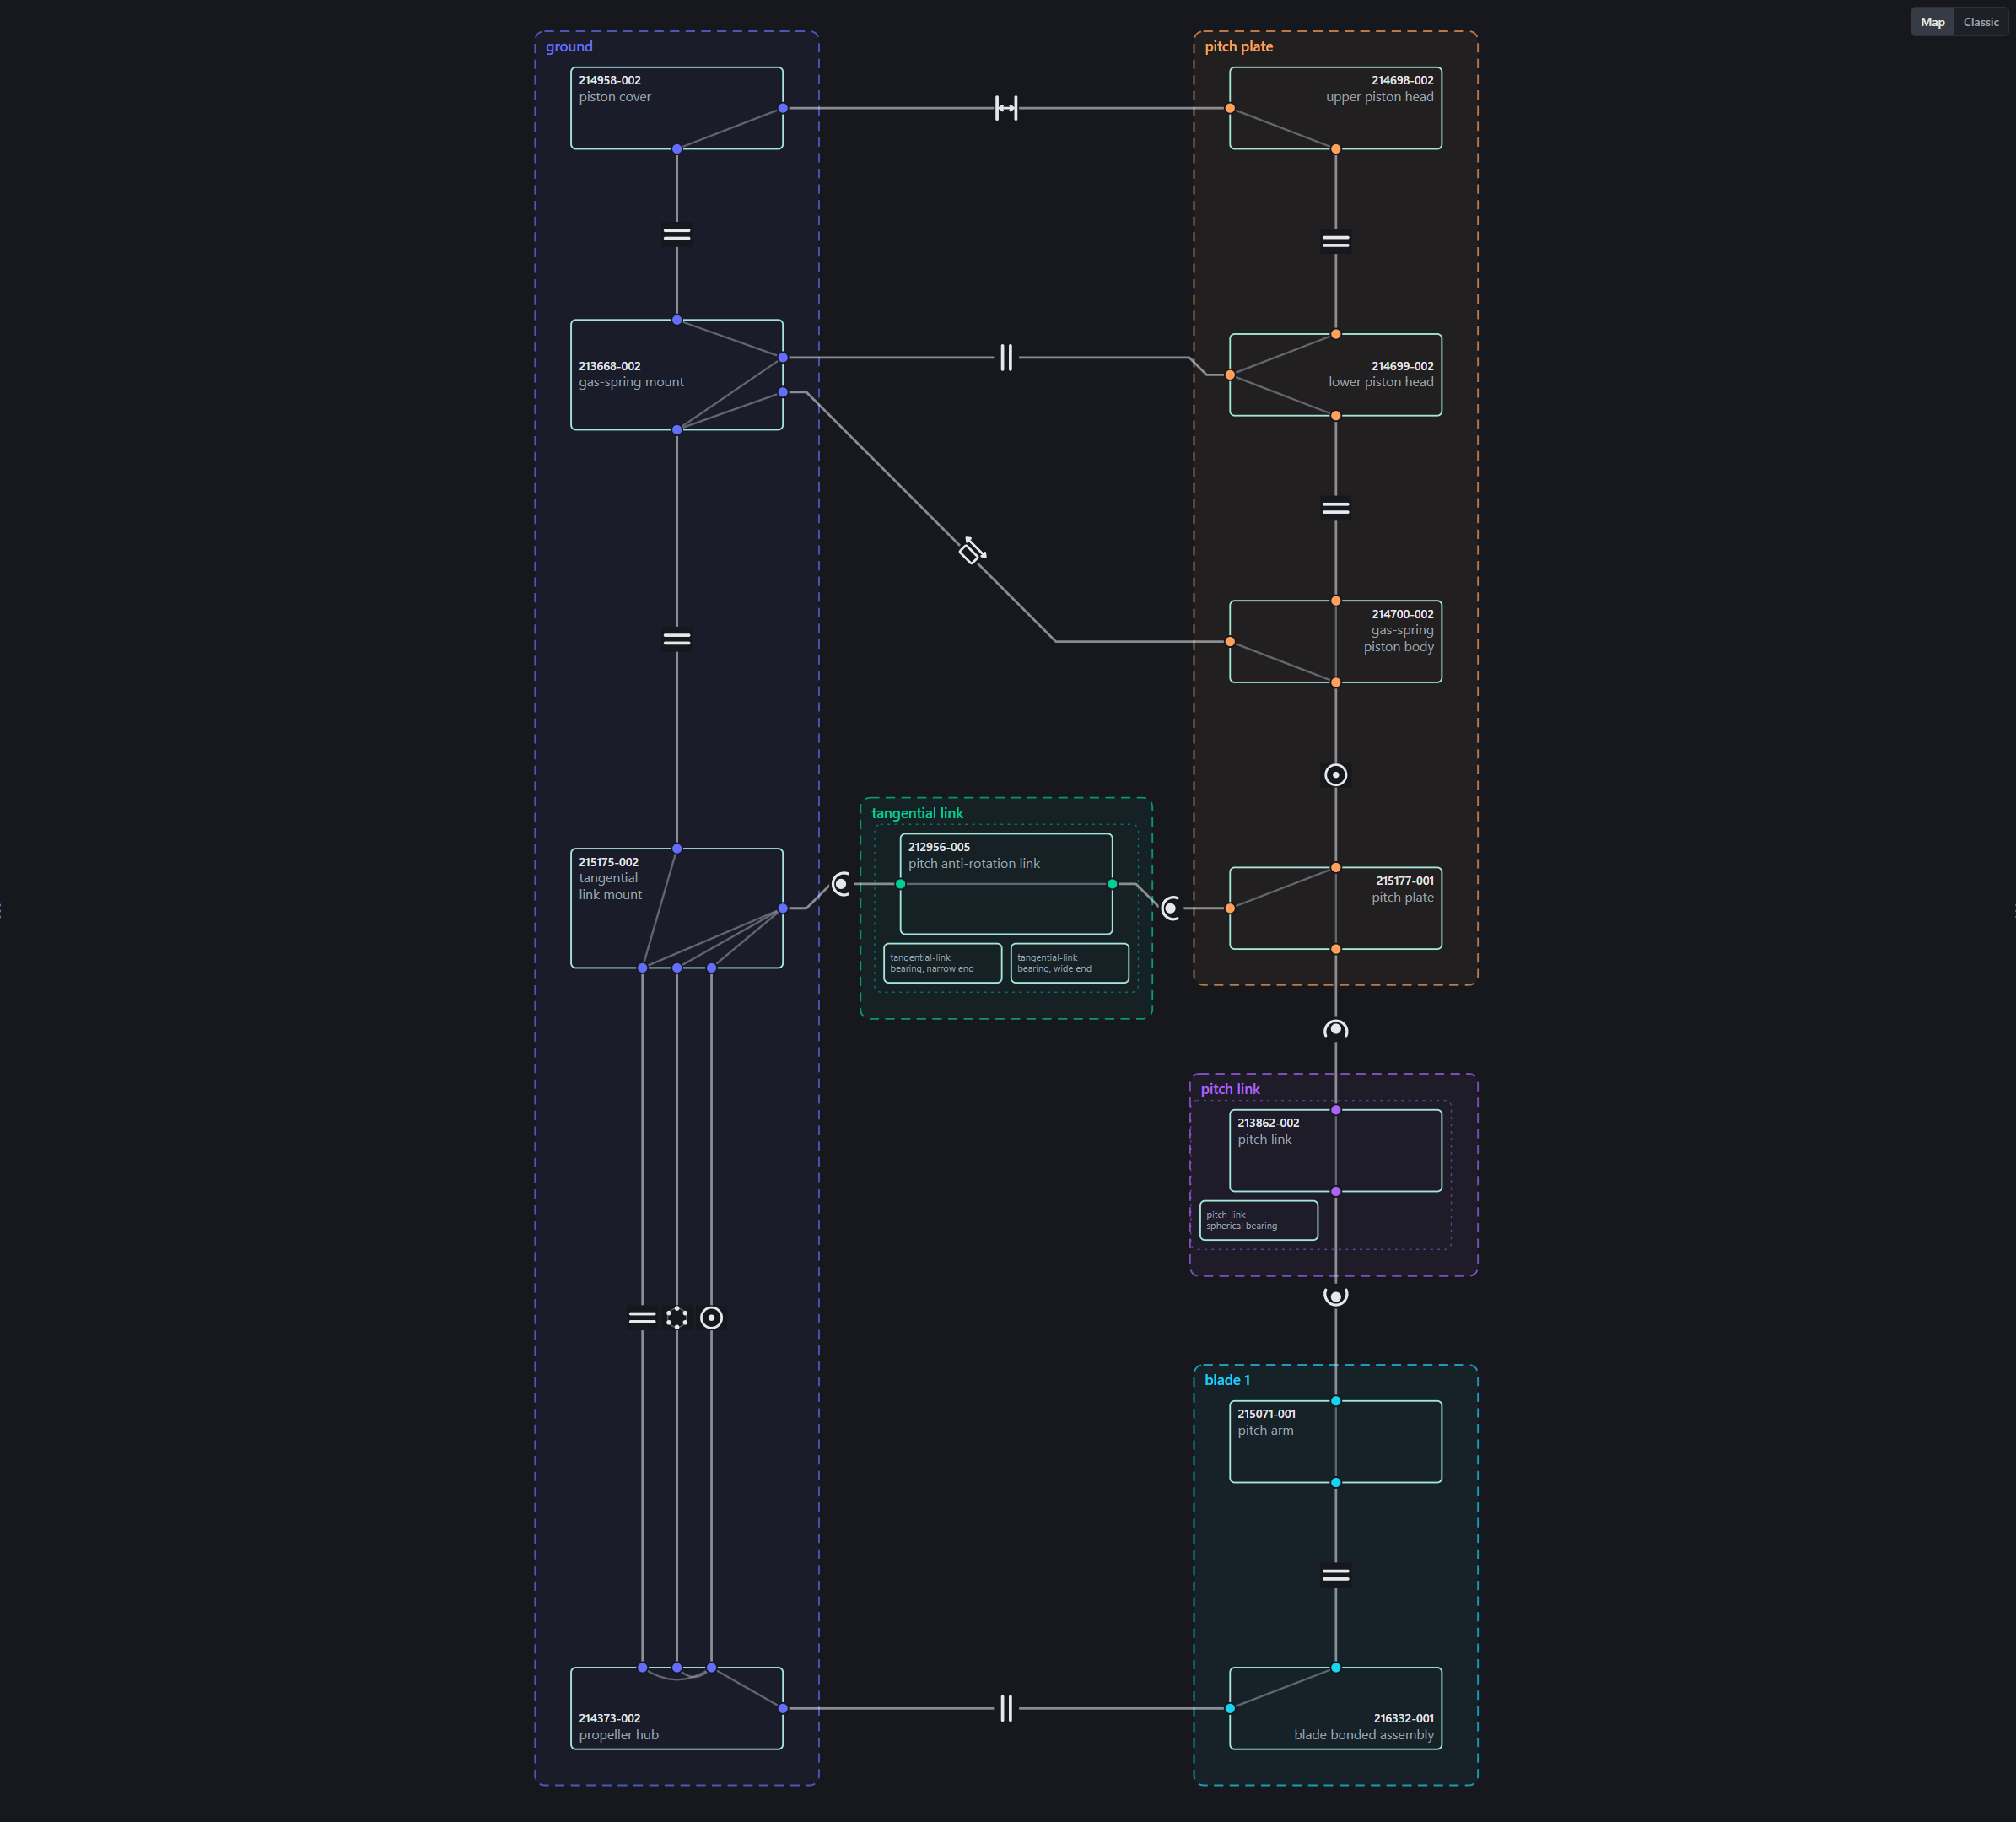 Map
Classic
ground
pitch plate
214958-002
piston cover
214698-002
upper piston head
213668-002
gas-spring mount
214699-002
lower piston head
214700-002
gas-spring
piston body
tangential link
212956-005
pitch anti-rotation link
215175-002
tangential
link mount
215177-001
pitch plate
tangential-link
bearing, narrow end
tangential-link
bearing, wide end
pitch link
213862-002
pitch link
pitch-link
spherical bearing
blade 1
215071-001
pitch arm
214373-002
propeller hub
216332-001
blade bonded assembly